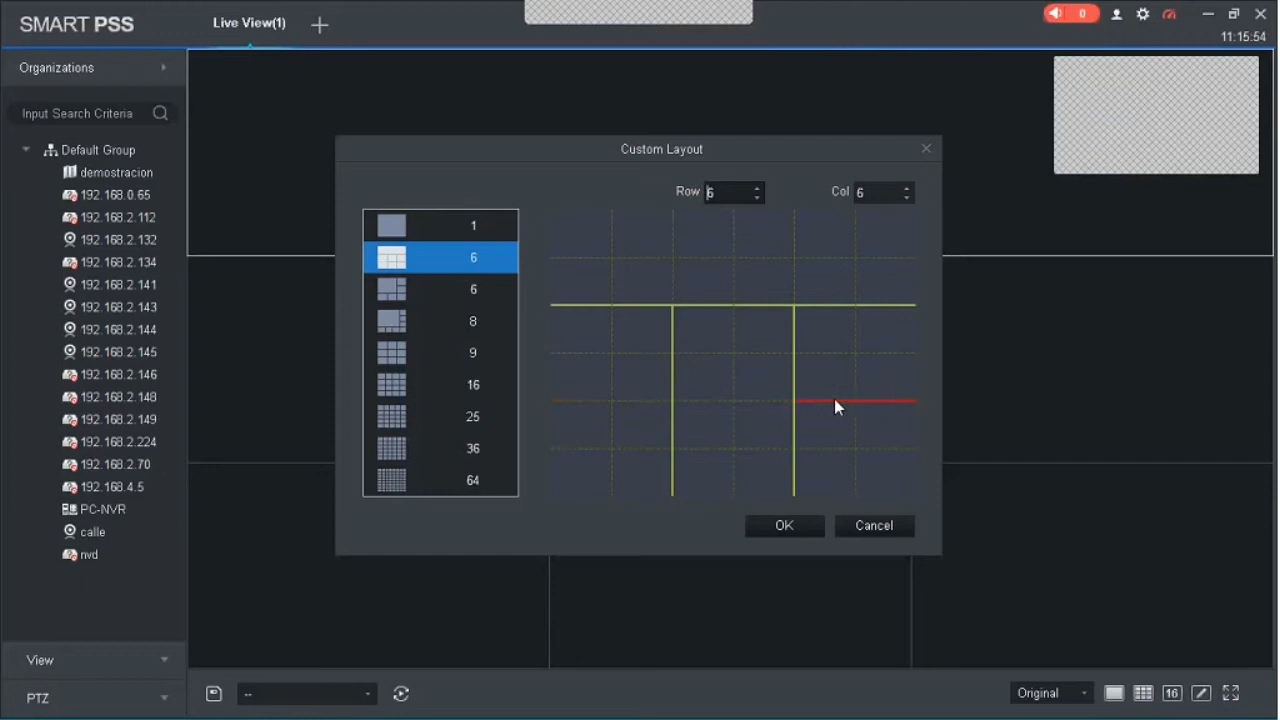 SMART PSS
Live View(1)
0
11:15:54
Organizations
Input Search Criteria
Default Group
demostracion
192.168.0.65
192.168.2.112
192.168.2.132
192.168.2.134
192.168.2.141
192.168.2.143
192.168.2.144
192.168.2.145
192.168.2.146
192.168.2.148
192.168.2.149
192.168.2.224
192.168.2.70
192.168.4.5
PC-NVR
calle
nvd
View
PTZ
Custom Layout
Row 6 Col 6
1
6
6
8
9
16
25
36
64
OK Cancel
--
Original
16